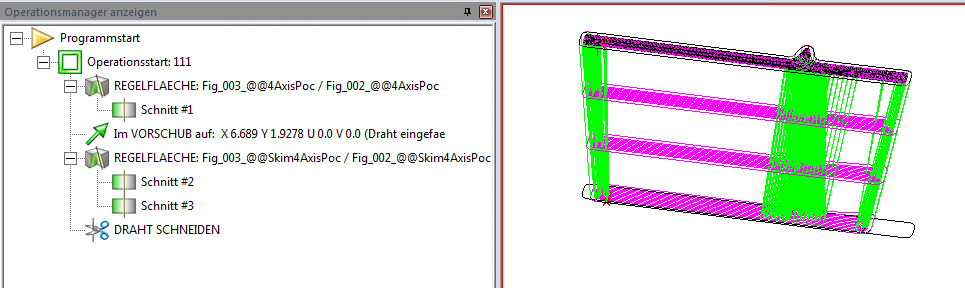 Operationsmanager anzeigen
Programmstart
Operationsstart: 111
REGELFLAECHE: Fig_003_@@4AxisPoc / Fig_002_@@4AxisPoc
Schnitt #1
Im VORSCHUB auf:  X 6.689 Y 1.9278 U 0.0 V 0.0 (Draht eingefae
REGELFLAECHE: Fig_003_@@Skim4AxisPoc / Fig_002_@@Skim4AxisPoc
Schnitt #2
Schnitt #3
DRAHT SCHNEIDEN